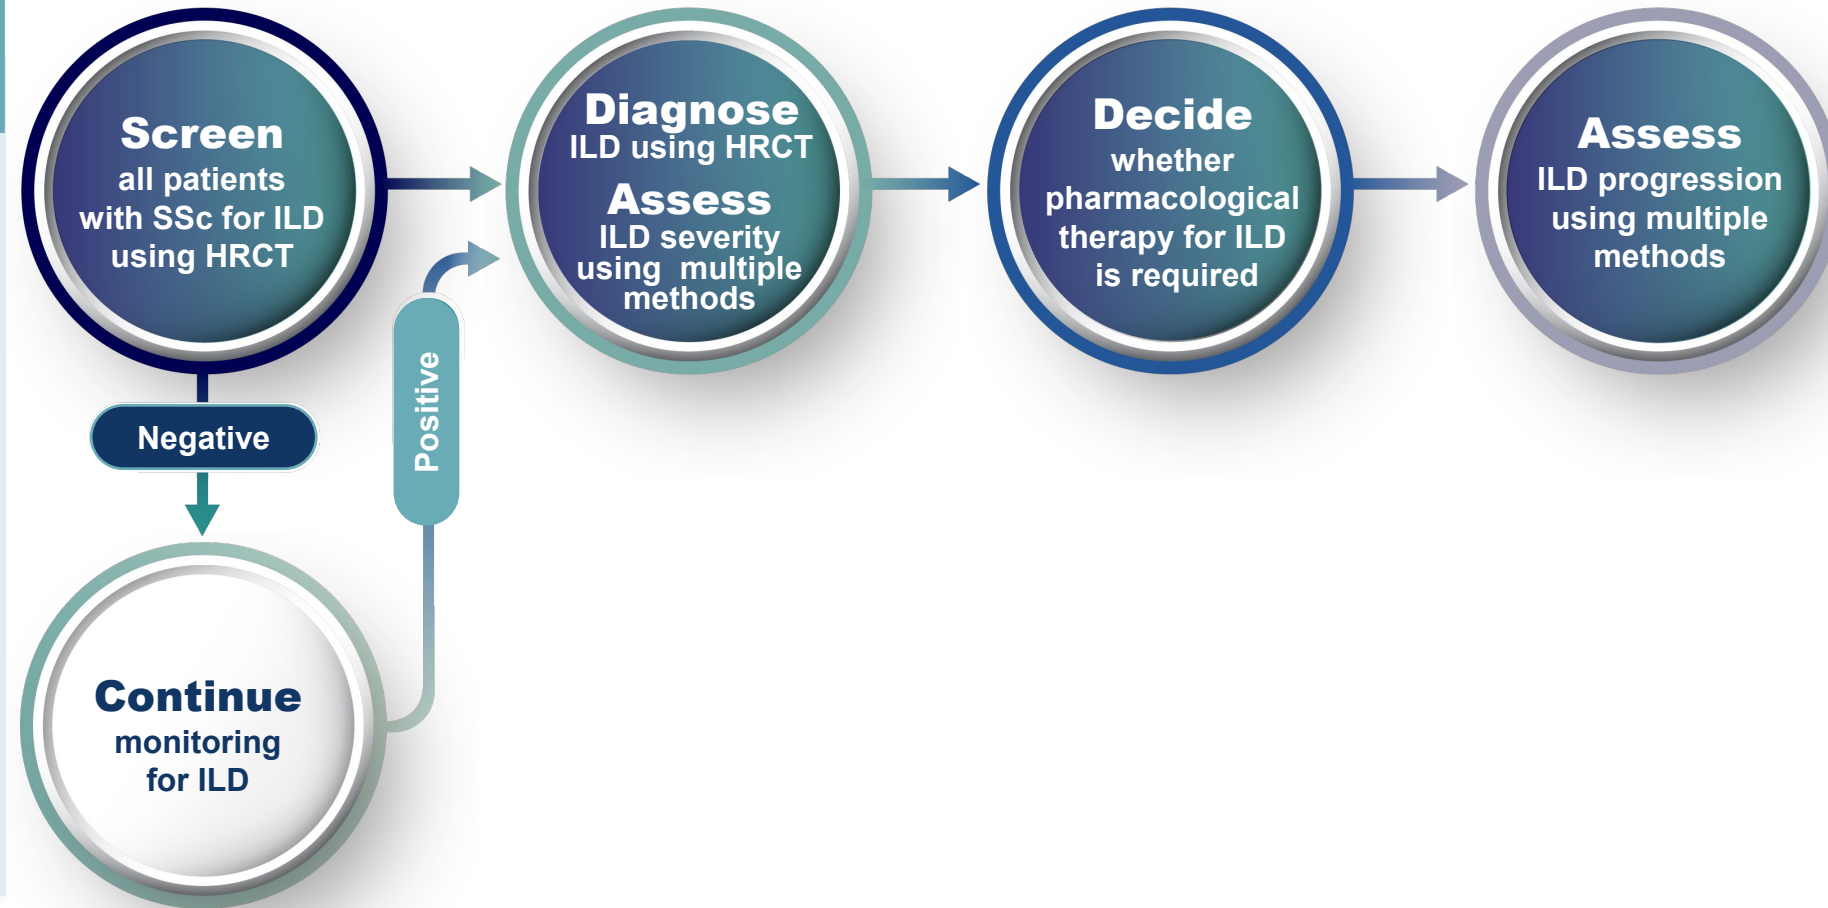 Screen
all patients
with SSc for ILD
using HRCT
Diagnose
ILD using HRCT
Assess
ILD severity
using multiple
methods
Decide
whether
pharmacological
therapy for ILD
is required
Assess
ILD progression
using multiple
methods
Negative
Positive
Continue
monitoring
for ILD